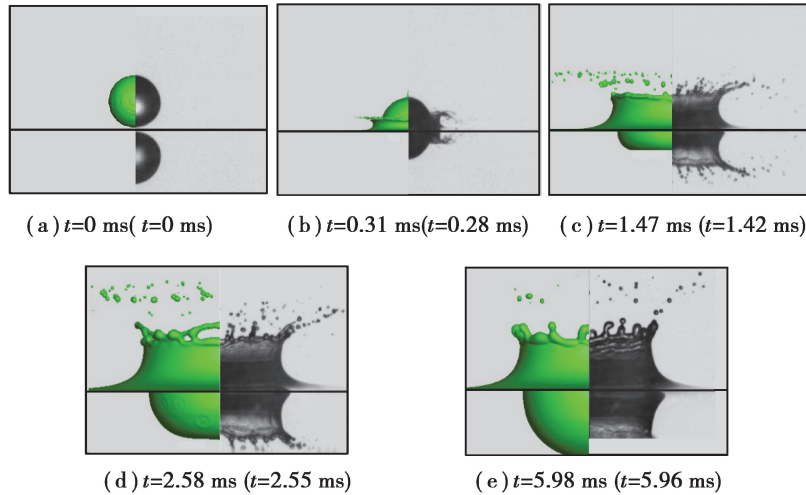 (a) t=0 ms( t=0 ms)
(b) t=0.31 ms(t=0.28 ms)
(c) t=1.47 ms (t=1.42 ms)
(d) t=2.58 ms (t=2.55 ms)
(e) t=5.98 ms (t=5.96 ms)